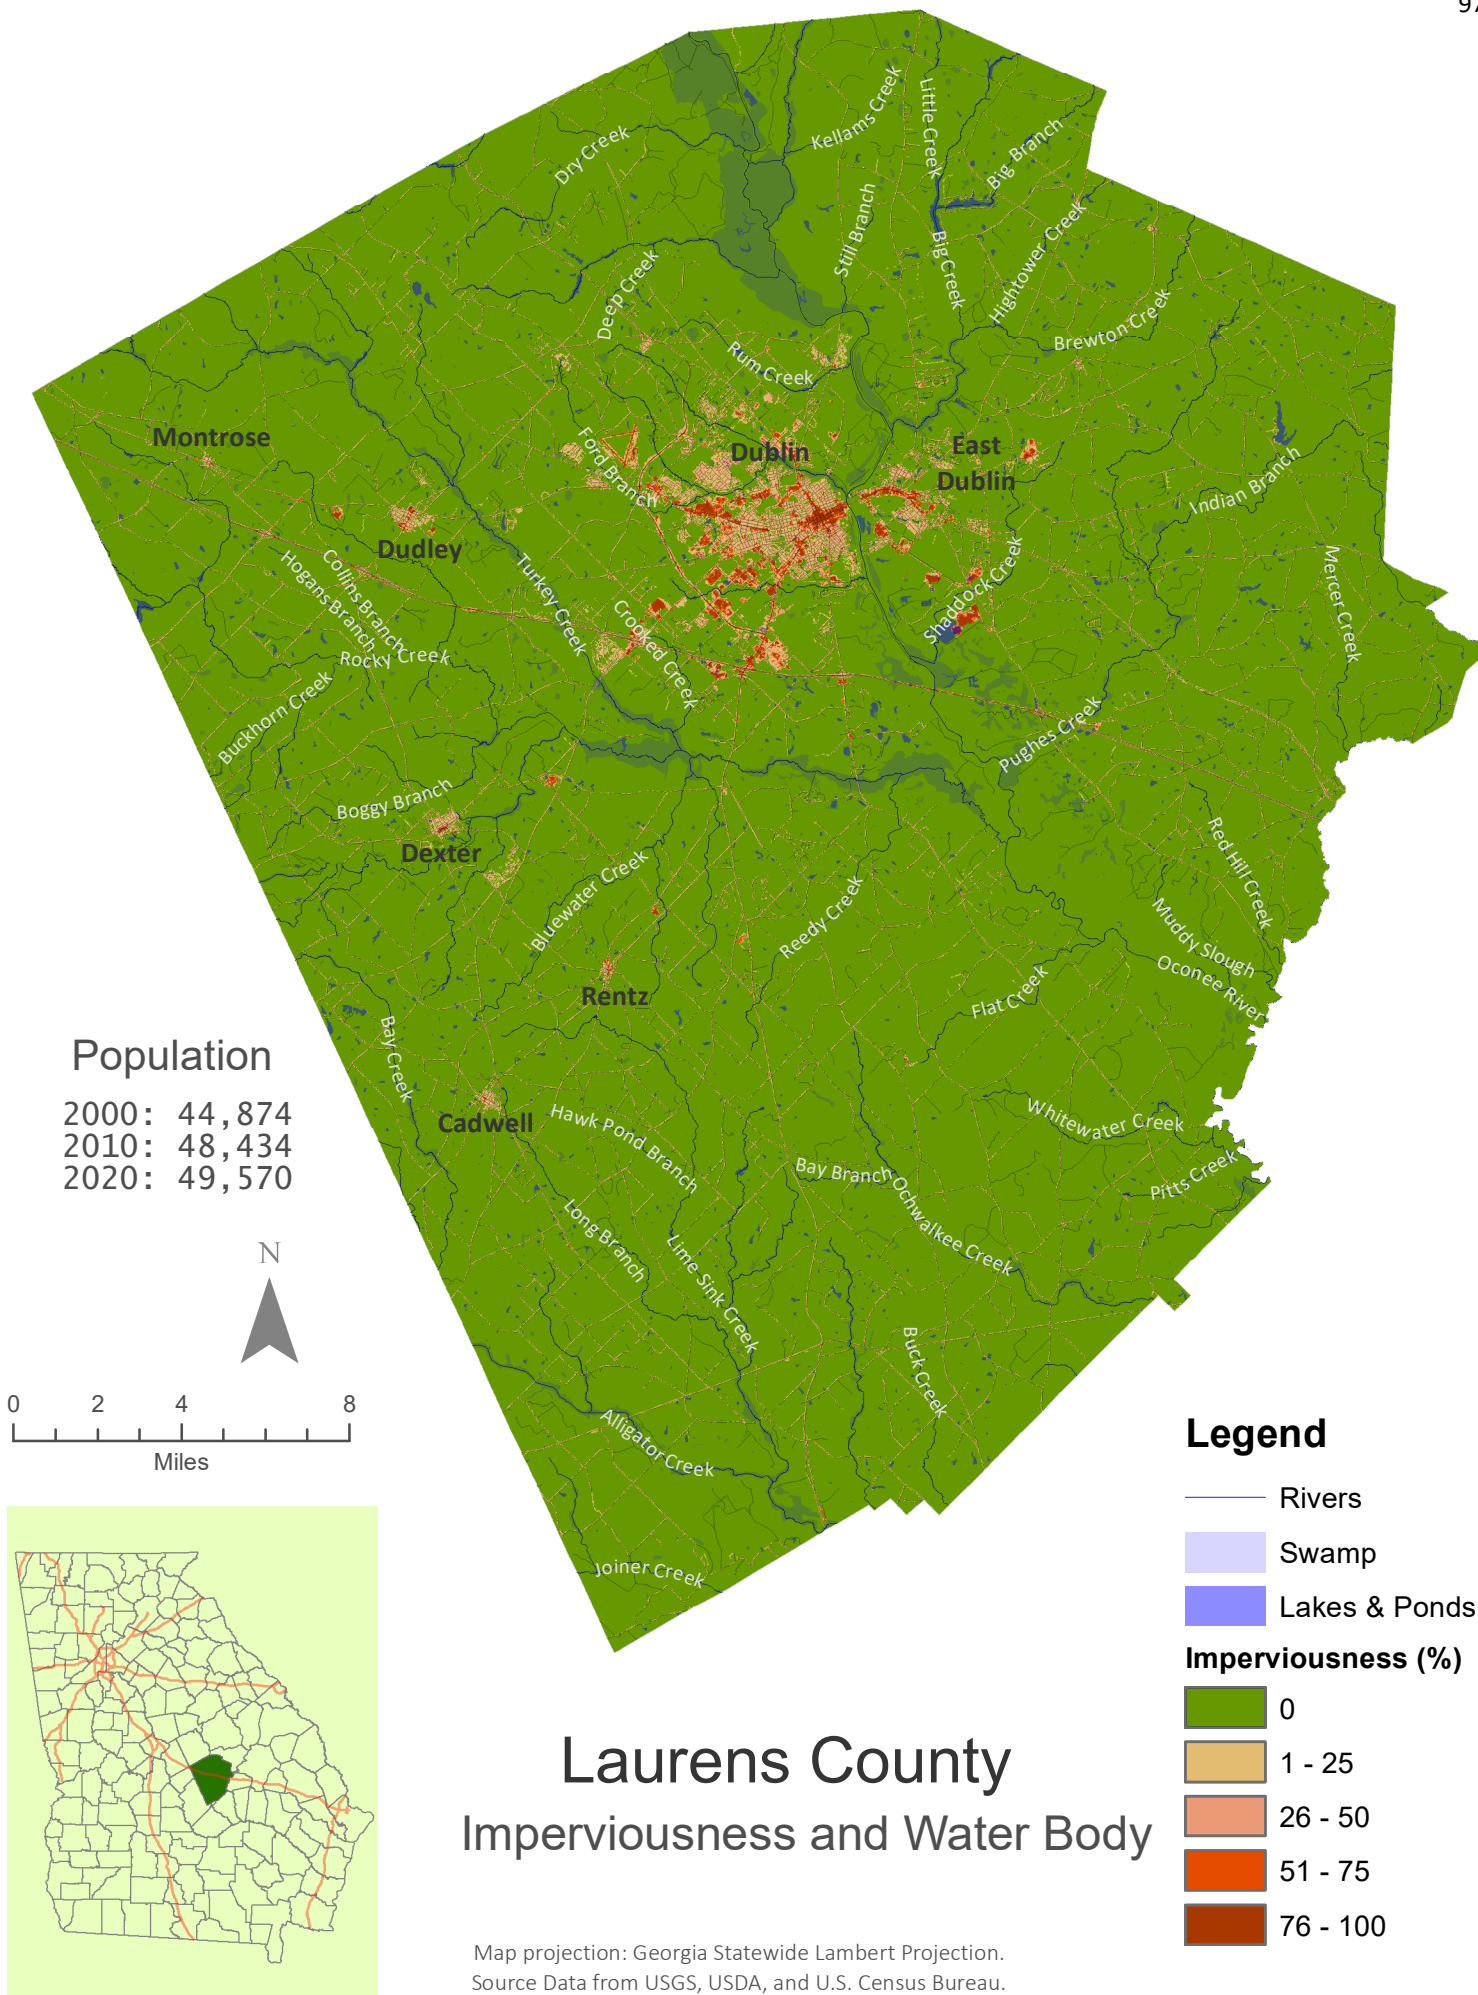 97
Kellams Creek
Little Creek
Big Branch
Dry Creek
Still Branch
Big Creek
Hightower Creek
Deep Creek
Brewton Creek
Rum Creek
Montrose
Dublin
East
Dublin
Ford Branch
Indian Branch
Dudley
Turkey Creek
Collins Branch
Hogans Branch
Shaddock Creek
Mercer Creek
Crooked Creek
Rocky Creek
Buckhorn Creek
Pughes Creek
Boggy Branch
Dexter
Bluewater Creek
Reedy Creek
Red Hill Creek
Muddy Slough
Oconee River
Flat Creek
Rentz
Bay Creek
Population
2000: 44,874
2010: 48,434
2020: 49,570
Cadwell
Hawk Pond Branch
Whitewater Creek
Bay Branch
Pitts Creek
Ochwalkee Creek
Long Branch
Lime Sink Creek
Buck Creek
Alligator Creek
Joiner Creek
N
0 2 4 8
Miles
Legend
Rivers
Swamp
Lakes & Ponds
Imperviousness (%)
0
1 - 25
26 - 50
51 - 75
76 - 100
Laurens County
Imperviousness and Water Body
Map projection: Georgia Statewide Lambert Projection.
Source Data from USGS, USDA, and U.S. Census Bureau.